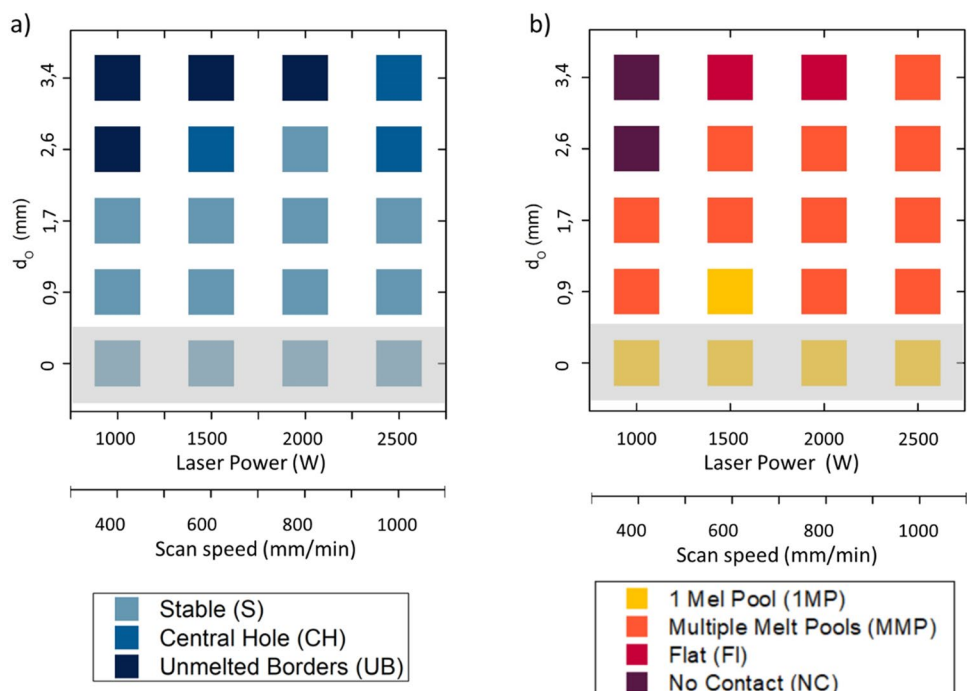 a)
3,4
2,6
1,7
0,9
0
d₀ (mm)
1000 1500 2000 2500
Laser Power (W)
400 600 800 1000
Scan speed (mm/min)
Stable (S)
Central Hole (CH)
Unmelted Borders (UB)
b)
3,4
2,6
1,7
0,9
0
d₀ (mm)
1000 1500 2000 2500
Laser Power (W)
400 600 800 1000
Scan speed (mm/min)
1 Mel Pool (1MP)
Multiple Melt Pools (MMP)
Flat (Fl)
No Contact (NC)